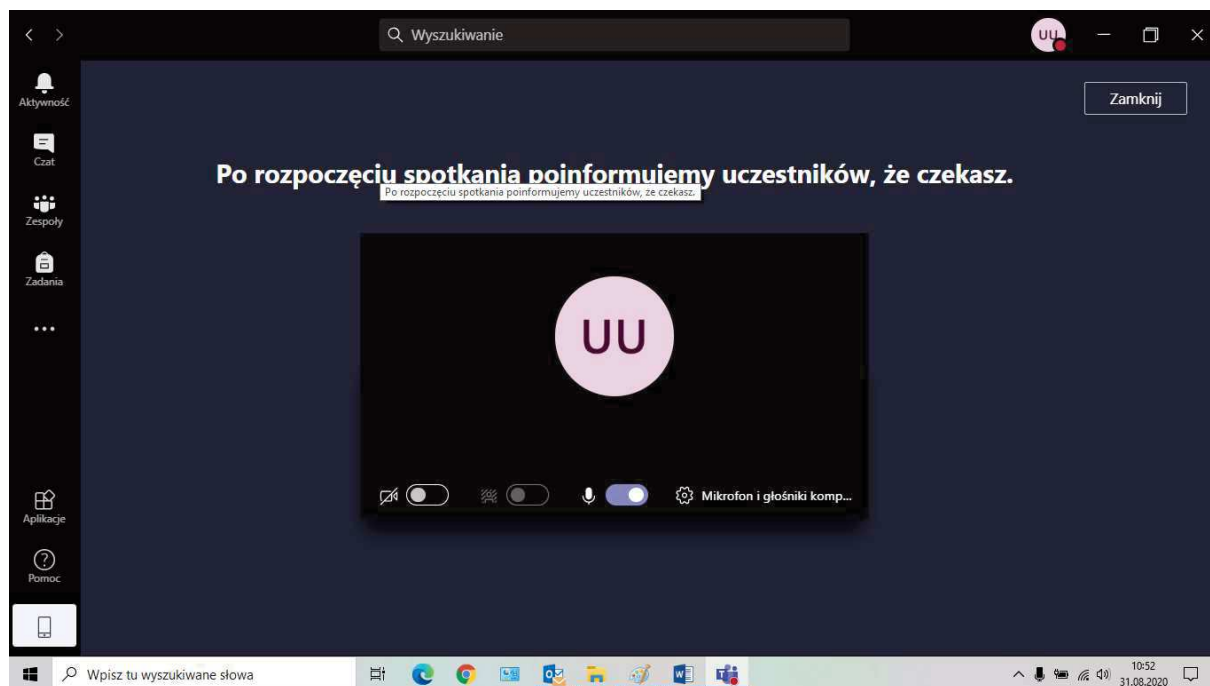 Wyszukiwanie
UU
Aktywność
Czat
Zespoły
Zadania
Aplikacje
Pomoc
Zamknij
Po rozpoczęciu spotkania poinformujemy uczestników, że czekasz.
Po rozpoczęciu spotkania poinformujemy uczestników, że czekasz.
UU
Mikrofon i głośniki komp...
Wpisz tu wyszukiwane słowa
10:52
31.08.2020